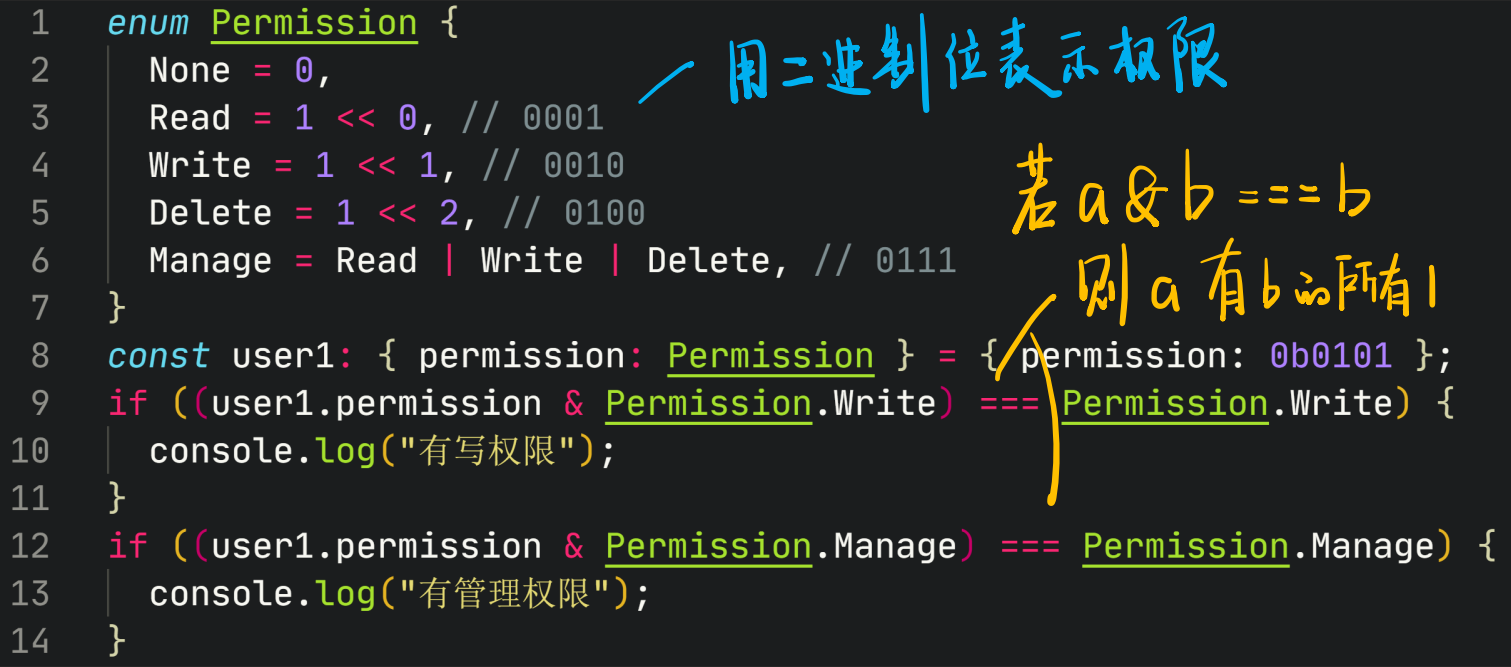 1 enum Permission {
2 None = 0,
用二进制位表示权限
3 Read = 1 << 0, // 0001
4 Write = 1 << 1, // 0010
若a&b===b
5 Delete = 1 << 2, // 0100
6 Manage = Read | Write | Delete, // 0111
则a有b的所有1
7 }
8 const user1: { permission: Permission } = { permission: 0b0101 };
9 if ((user1.permission & Permission.Write) === Permission.Write) {
10 console.log("有写权限");
11 }
12 if ((user1.permission & Permission.Manage) === Permission.Manage) {
13 console.log("有管理权限");
14 }